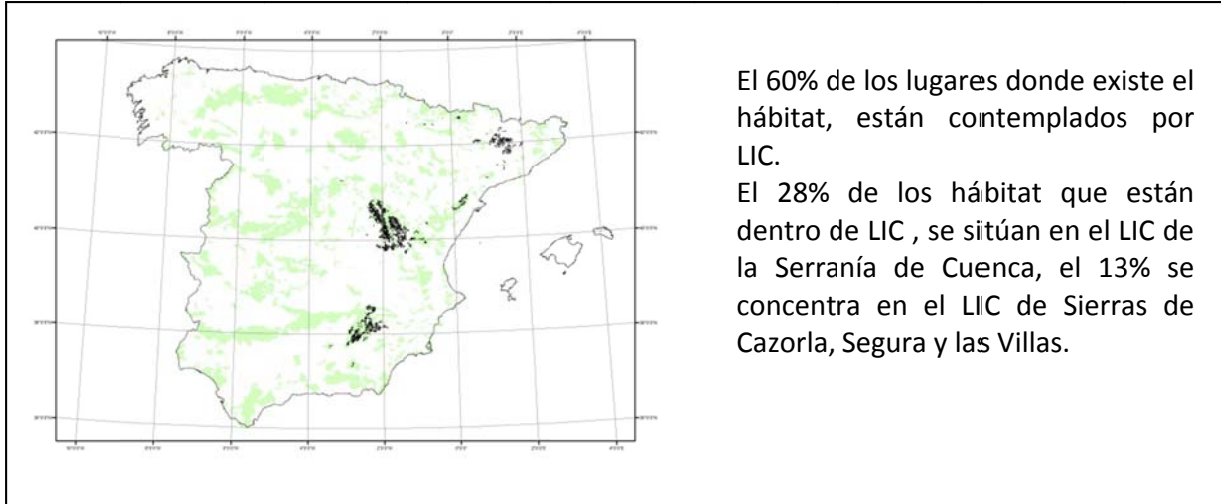 El 60% de los lugares donde existe el
hábitat, están contemplados por
LIC.
El 28% de los hábitat que están
dentro de LIC , se sitúan en el LIC de
la Serranía de Cuenca, el 13% se
concentra en el LIC de Sierras de
Cazorla, Segura y las Villas.